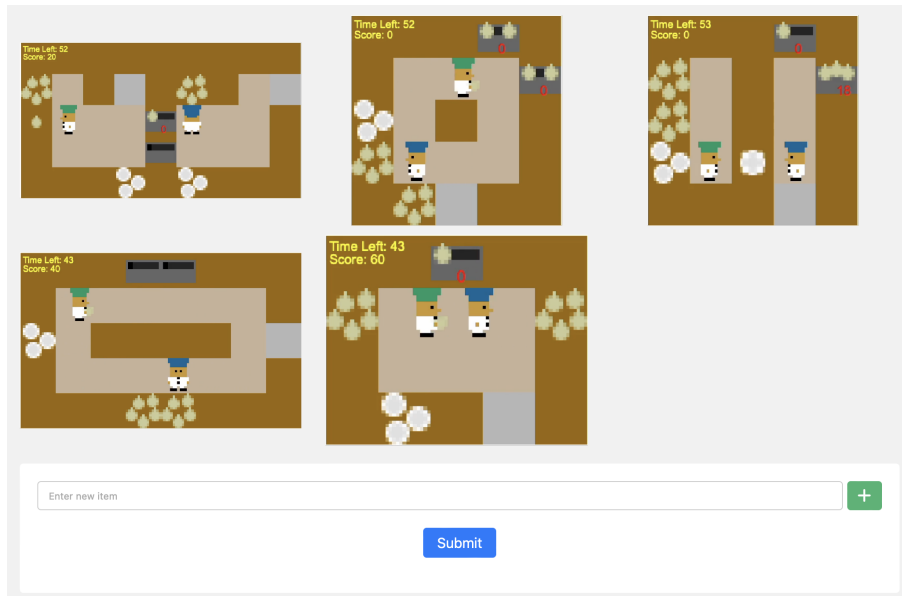 Time Left: 52
Score: 20
0
Time Left: 52
Score: 0
0
0
Time Left: 53
Score: 0
0
18
Time Left: 43
Score: 40
Time Left: 43
Score: 60
0
Enter new item
+
Submit